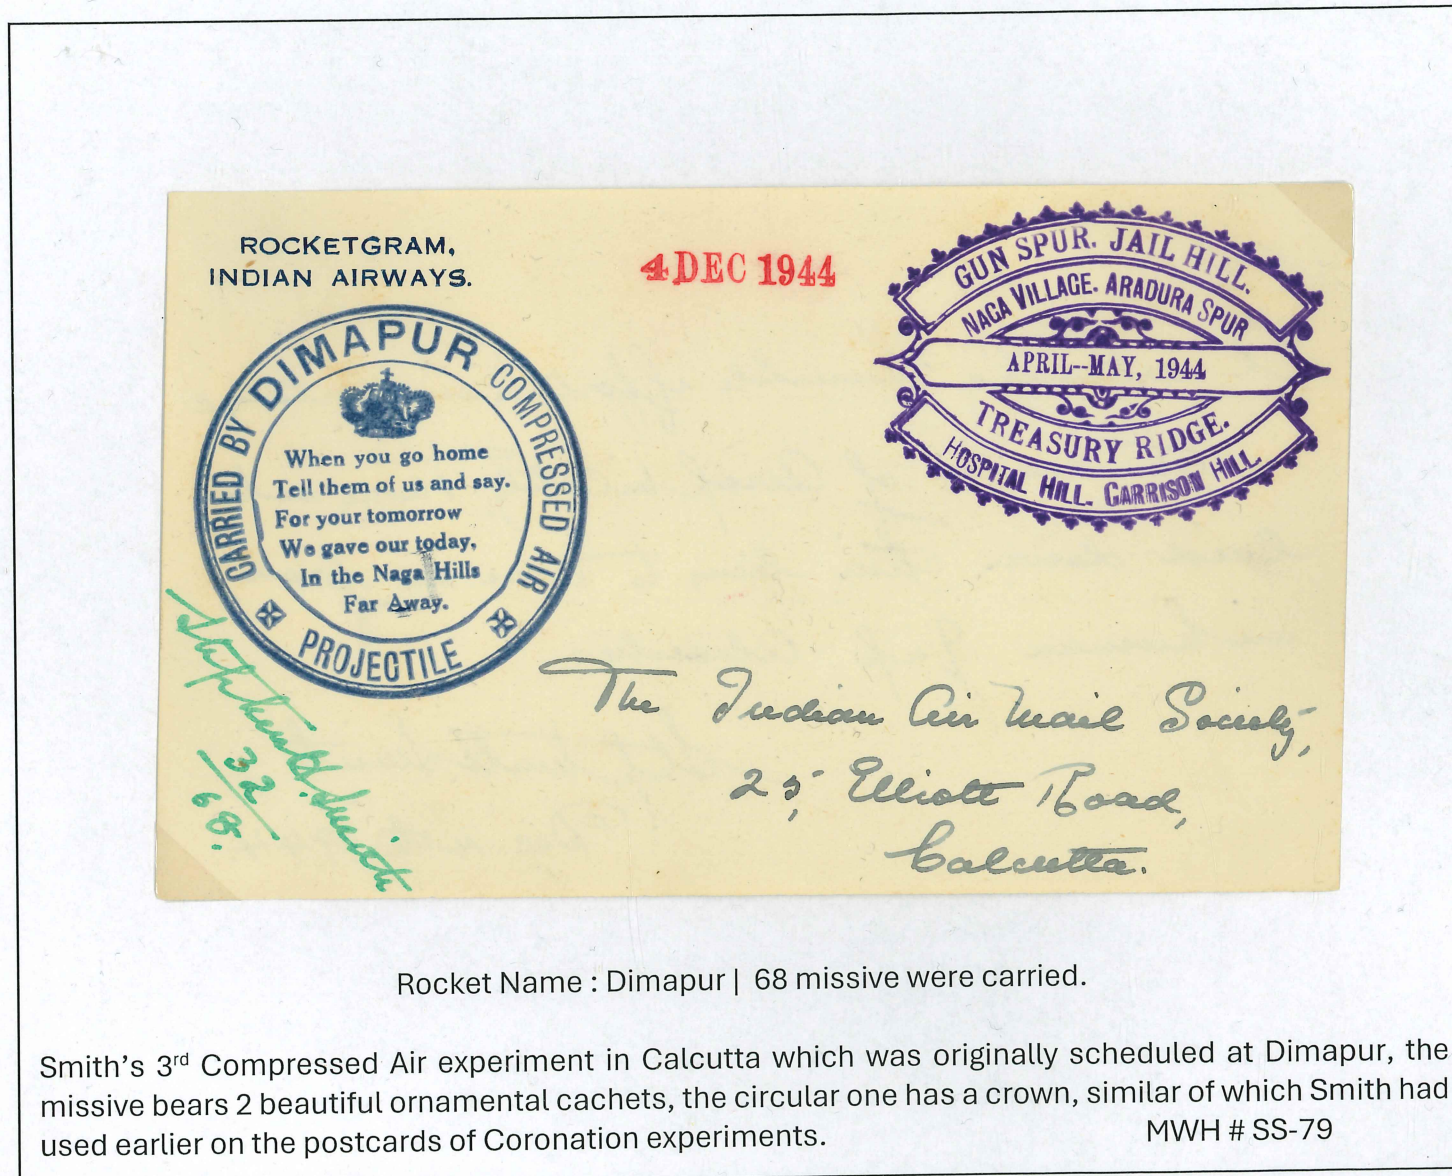 ROCKETGRAM,
INDIAN AIRWAYS.
4 DEC 1944
GUN SPUR. JAIL HILL.
NAGA VILLAGE. ARADURA SPUR
APRIL--MAY, 1944
TREASURY RIDGE.
HOSPITAL HILL. GARRISON HILL.
CARRIED BY DIMAPUR COMPRESSED AIR
PROJECTILE
When you go home
Tell them of us and say.
For your tomorrow
We gave our today,
In the Naga Hills
Far Away.
Stephen H. Smith
32
68.
The Indian Air Mail Society,
25, Elliott Road,
Calcutta.
Rocket Name : Dimapur | 68 missive were carried.
Smith’s 3rd Compressed Air experiment in Calcutta which was originally scheduled at Dimapur, the
missive bears 2 beautiful ornamental cachets, the circular one has a crown, similar of which Smith had
used earlier on the postcards of Coronation experiments. MWH # SS-79